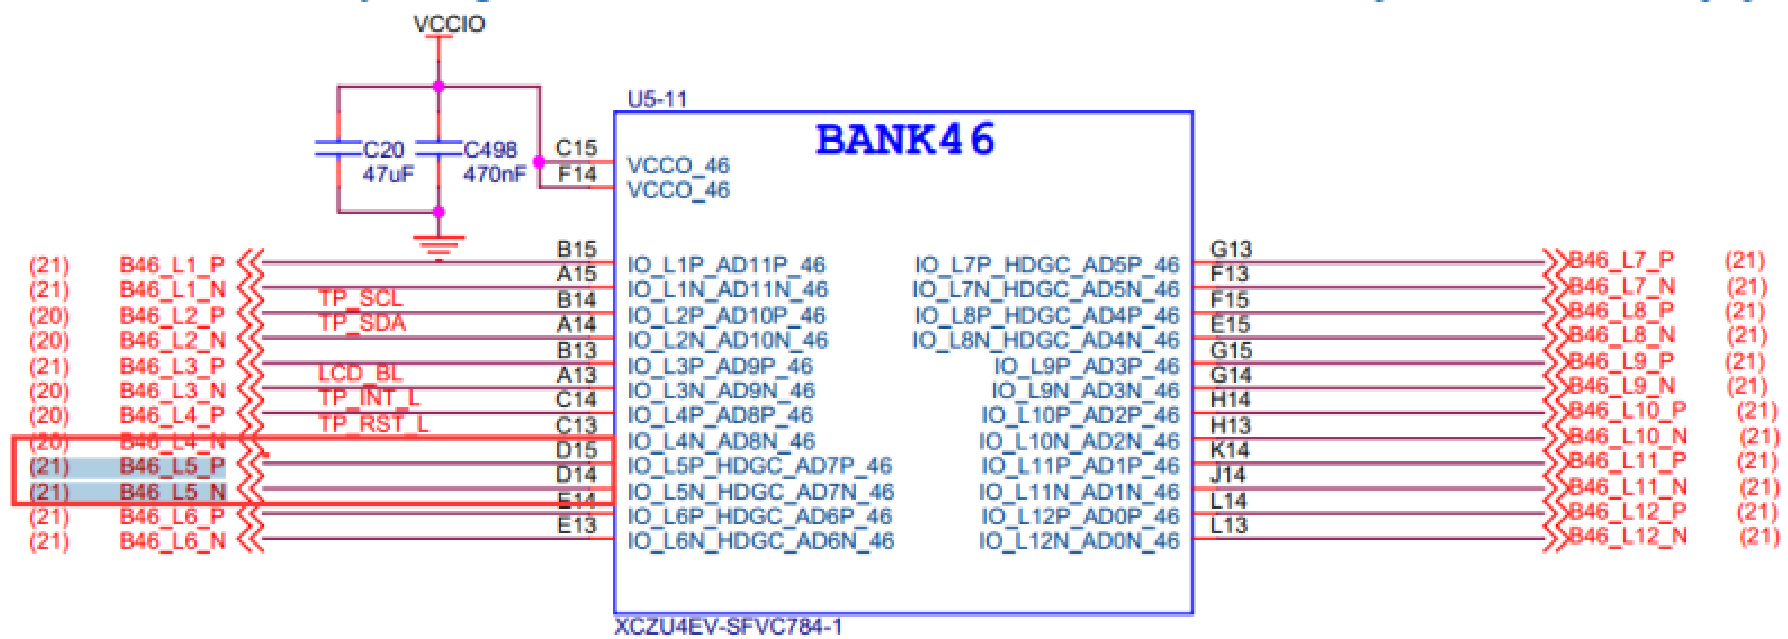 VCCIO
U5-11
BANK46
C20
47uF
C498
470nF
C15
F14
VCCO_46
VCCO_46
(21) B46_L1_P B15 IO_L1P_AD11P_46 IO_L7P_HDGC_AD5P_46 G13 B46_L7_P (21)
(21) B46_L1_N A15 IO_L1N_AD11N_46 IO_L7N_HDGC_AD5N_46 F13 B46_L7_N (21)
(20) B46_L2_P TP_SCL B14 IO_L2P_AD10P_46 IO_L8P_HDGC_AD4P_46 F15 B46_L8_P (21)
(20) B46_L2_N TP_SDA A14 IO_L2N_AD10N_46 IO_L8N_HDGC_AD4N_46 E15 B46_L8_N (21)
(21) B46_L3_P B13 IO_L3P_AD9P_46 IO_L9P_AD3P_46 G15 B46_L9_P (21)
(20) B46_L3_N LCD_BL A13 IO_L3N_AD9N_46 IO_L9N_AD3N_46 G14 B46_L9_N (21)
(20) B46_L4_P TP_INT_L C14 IO_L4P_AD8P_46 IO_L10P_AD2P_46 H14 B46_L10_P (21)
(20) B46_L4_N TP_RST_L C13 IO_L4N_AD8N_46 IO_L10N_AD2N_46 H13 B46_L10_N (21)
(21) B46_L5_P D15 IO_L5P_HDGC_AD7P_46 IO_L11P_AD1P_46 K14 B46_L11_P (21)
(21) B46_L5_N D14 IO_L5N_HDGC_AD7N_46 IO_L11N_AD1N_46 J14 B46_L11_N (21)
(21) B46_L6_P E14 IO_L6P_HDGC_AD6P_46 IO_L12P_AD0P_46 L14 B46_L12_P (21)
(21) B46_L6_N E13 IO_L6N_HDGC_AD6N_46 IO_L12N_AD0N_46 L13 B46_L12_N (21)
XCZU4EV-SFVC784-1